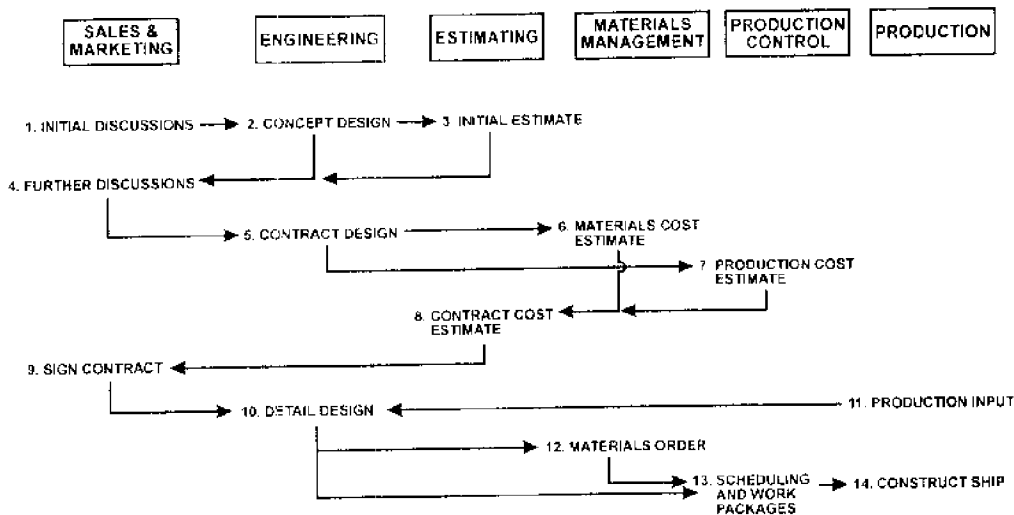 SALES &
MARKETING
ENGINEERING
ESTIMATING
MATERIALS
MANAGEMENT
PRODUCTION
CONTROL
PRODUCTION
1. INITIAL DISCUSSIONS
2. CONCEPT DESIGN
3 INITIAL ESTIMATE
4. FURTHER DISCUSSIONS
5. CONTRACT DESIGN
6. MATERIALS COST
ESTIMATE
7 PRODUCTION COST
ESTIMATE
8. CONTRACT COST
ESTIMATE
9. SIGN CONTRACT
10. DETAIL DESIGN
11. PRODUCTION INPUT
12. MATERIALS ORDER
13. SCHEDULING
AND WORK
PACKAGES
14. CONSTRUCT SHIP